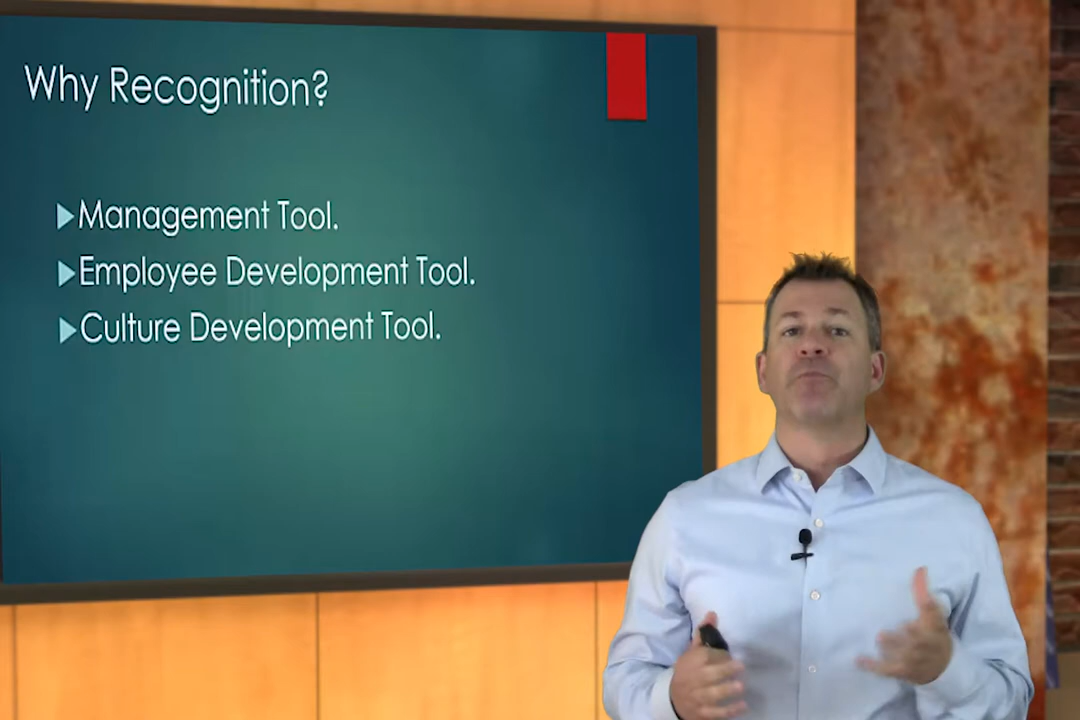 Why Recognition?
Management Tool.
Employee Development Tool.
Culture Development Tool.